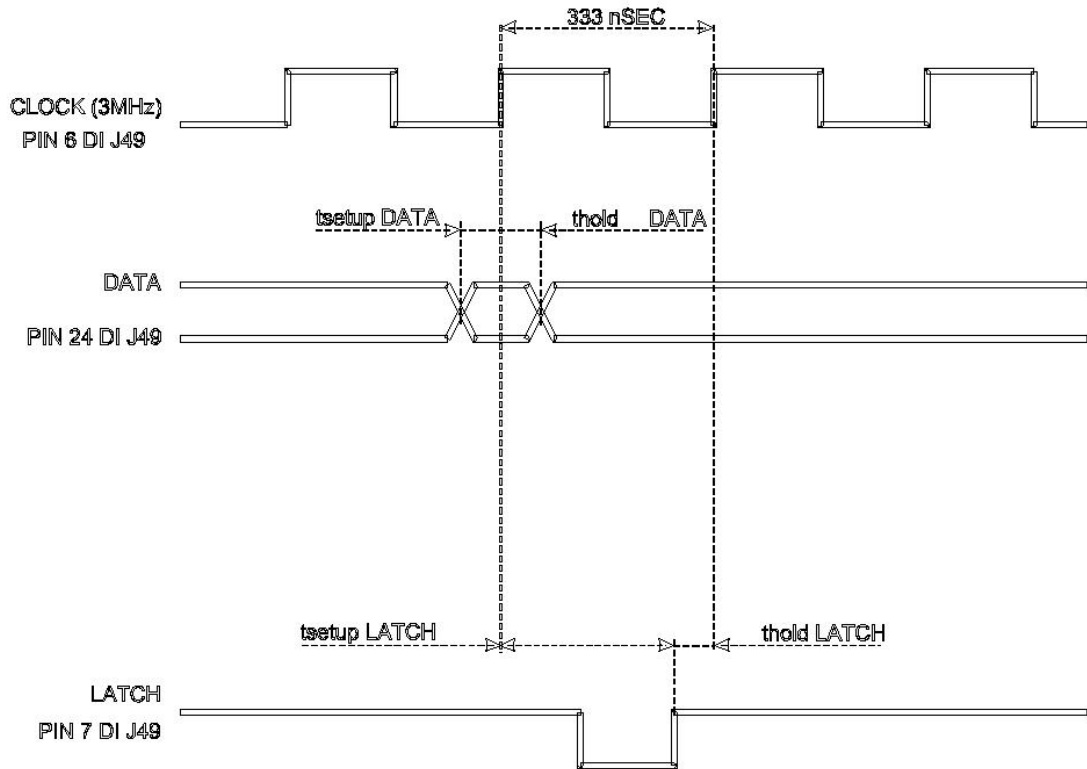 333 nSEC
CLOCK (3MHz)
PIN 6 DI J49
tsetup DATA
thold DATA
DATA
PIN 24 DI J49
tsetup LATCH
thold LATCH
LATCH
PIN 7 DI J49